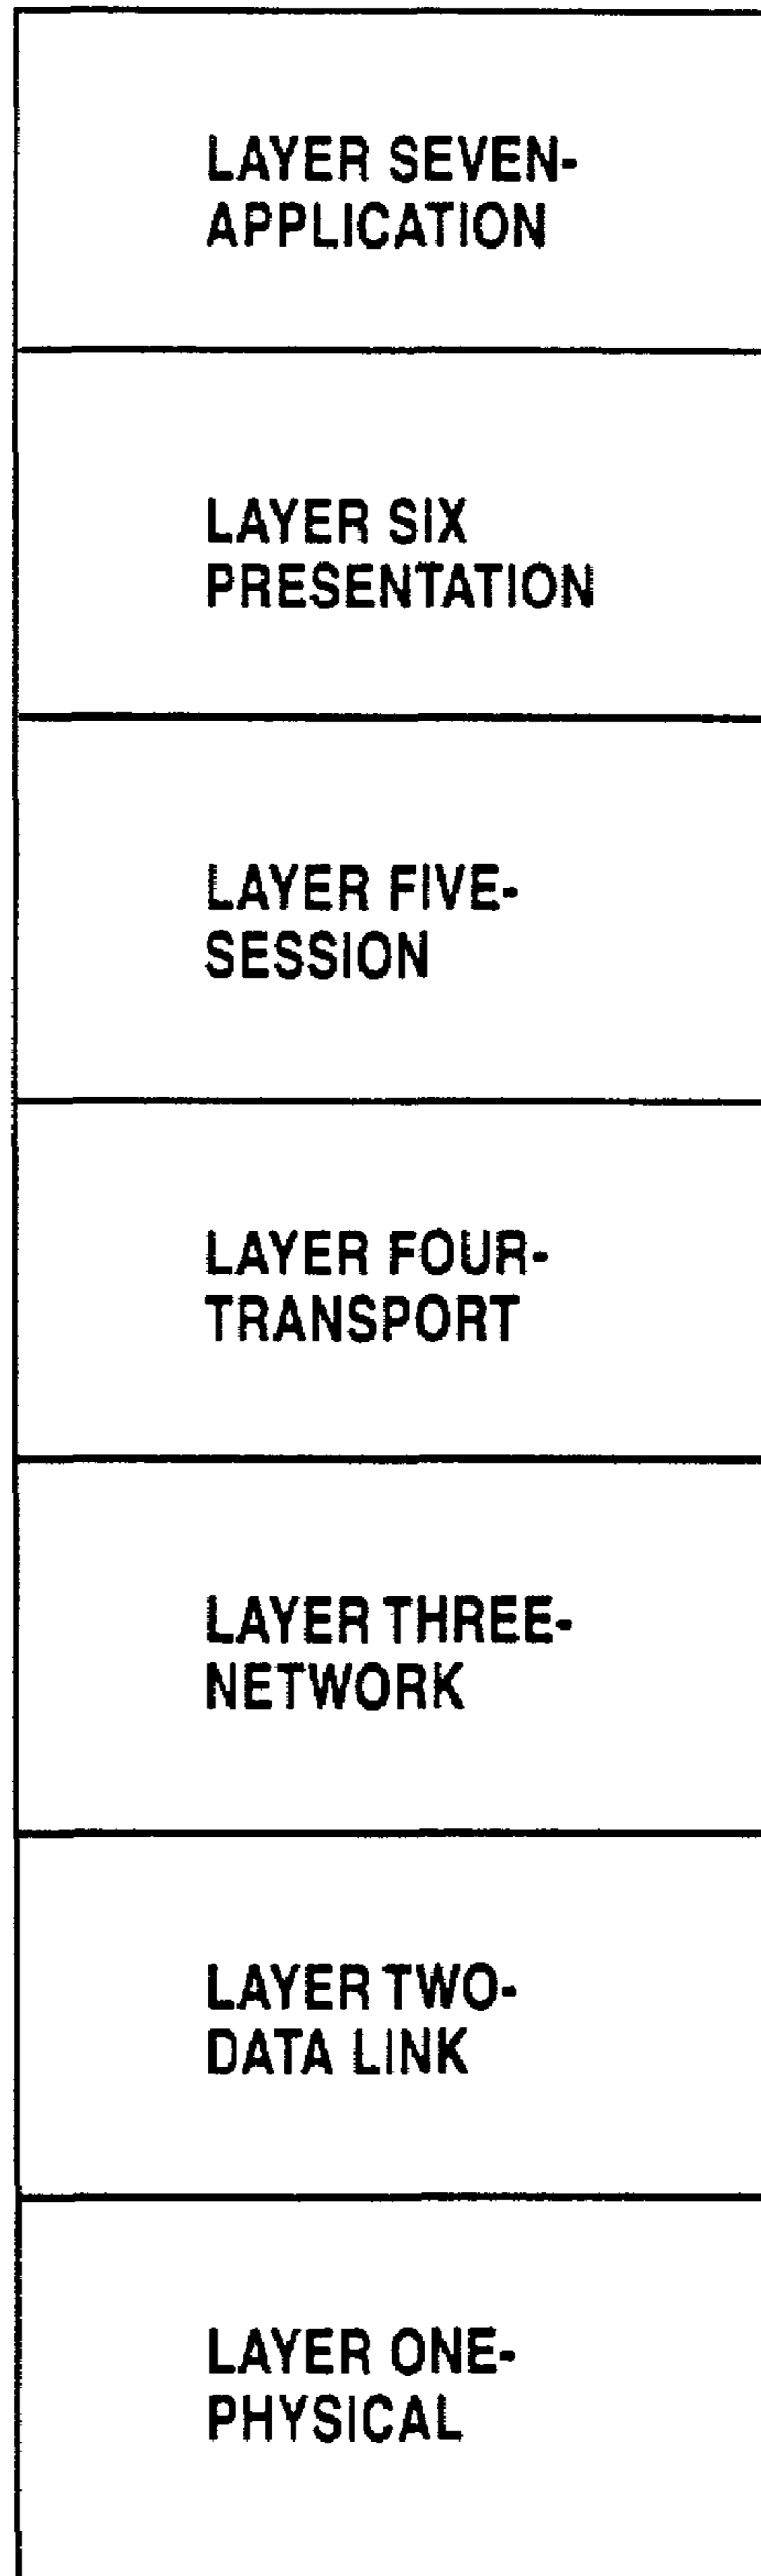 LAYER SEVEN-
APPLICATION
LAYER SIX
PRESENTATION
LAYER FIVE-
SESSION
LAYER FOUR-
TRANSPORT
LAYER THREE-
NETWORK
LAYER TWO-
DATA LINK
LAYER ONE-
PHYSICAL